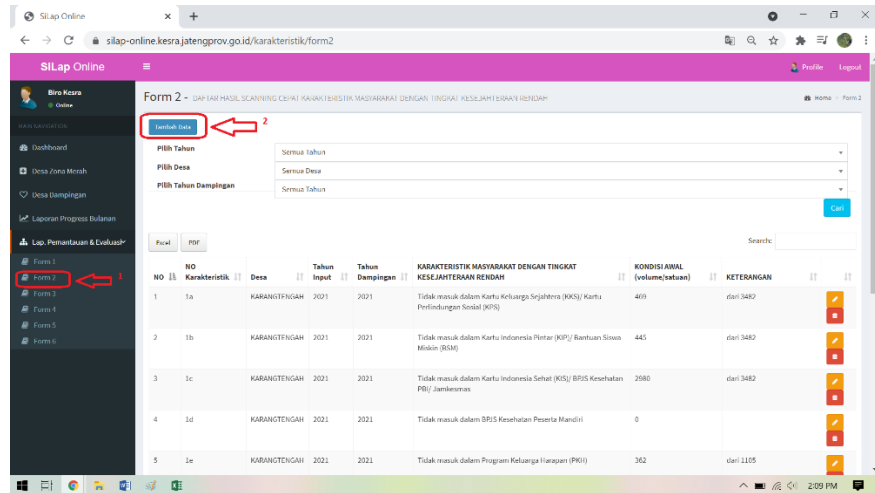 SiLap Online
silap-online.kesra.jatengprov.go.id/karakteristik/form2
SILap Online
Profile Logout
Biro Kesra
Online
MAIN NAVIGATION
Dashboard
Desa Zona Merah
Desa Dampingan
Laporan Progress Bulanan
Lap. Pemantauan & Evaluasi
Form 1
Form 2
1
Form 3
Form 4
Form 5
Form 6
Form 2 - DAFTAR HASIL SCANNING CEPAT KARAKTERISTIK MASYARAKAT DENGAN TINGKAT KESEJAHTERAAN RENDAH
Home Form 2
Tambah Data
2
Pilih Tahun Semua Tahun
Pilih Desa Semua Desa
Pilih Tahun Dampingan Semua Tahun
Cari
Excel PDF Search:
NO NO Karakteristik Desa Tahun Input Tahun Dampingan KARAKTERISTIK MASYARAKAT DENGAN TINGKAT KESEJAHTERAAN RENDAH KONDISI AWAL (volume/satuan) KETERANGAN
1 1a KARANGTENGAH 2021 2021 Tidak masuk dalam Kartu Keluarga Sejahtera (KKS)/ Kartu Perlindungan Sosial (KPS) 469 dari 3482
2 1b KARANGTENGAH 2021 2021 Tidak masuk dalam Kartu Indonesia Pintar (KIP)/ Bantuan Siswa Miskin (BSM) 445 dari 3482
3 1c KARANGTENGAH 2021 2021 Tidak masuk dalam Kartu Indonesia Sehat (KIS)/ BPJS Kesehatan PBI/ Jamkesmas 2980 dari 3482
4 1d KARANGTENGAH 2021 2021 Tidak masuk dalam BPJS Kesehatan Peserta Mandiri 0
5 1e KARANGTENGAH 2021 2021 Tidak masuk dalam Program Keluarga Harapan (PKH) 362 dari 1105
2:09 PM